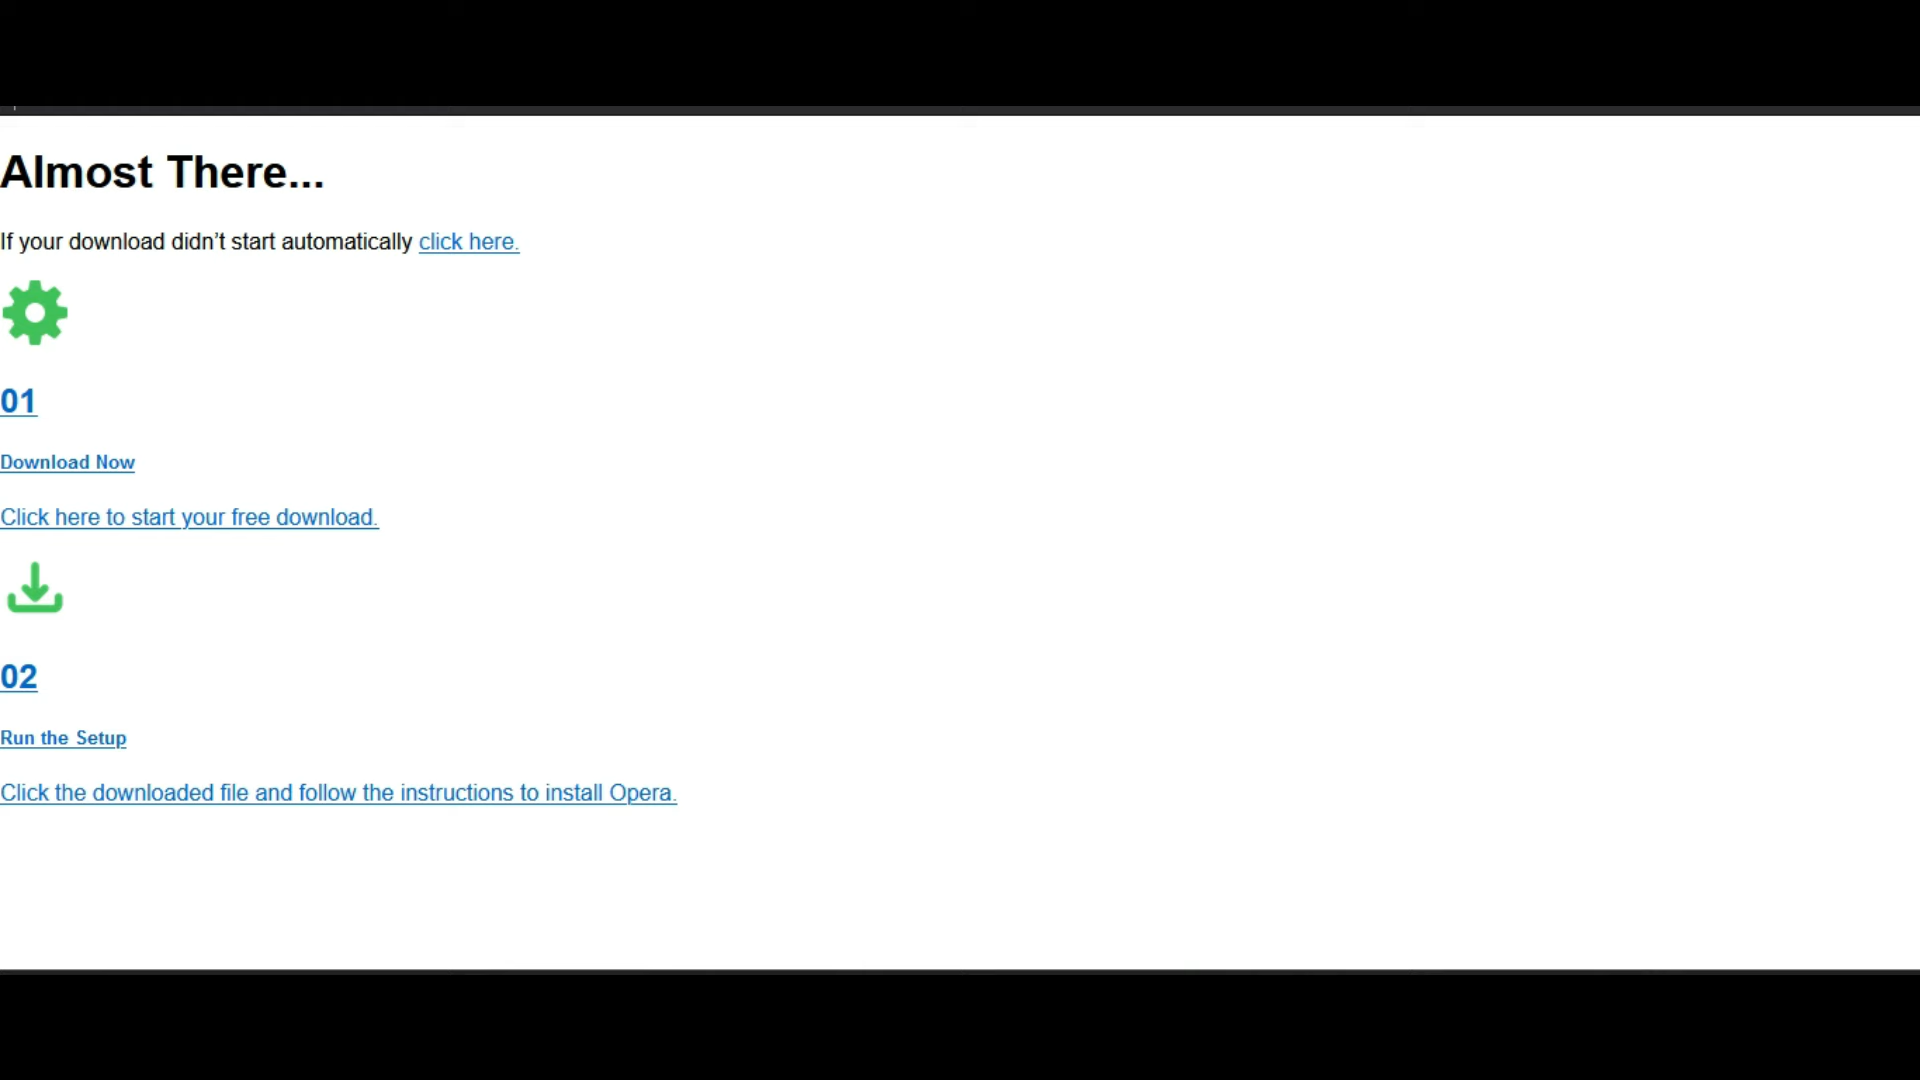 Almost There...
If your download didn’t start automatically click here.
01
Download Now
Click here to start your free download.
02
Run the Setup
Click the downloaded file and follow the instructions to install Opera.